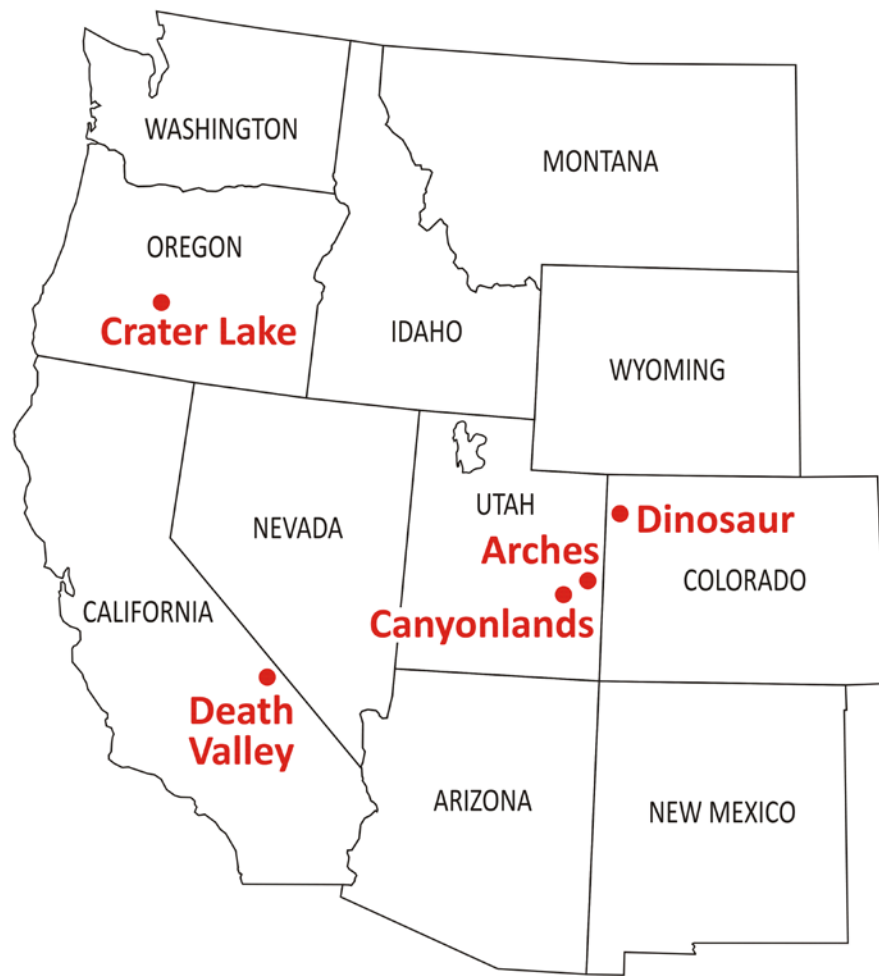 WASHINGTON
MONTANA
OREGON
Crater Lake
IDAHO
WYOMING
UTAH
Dinosaur
NEVADA
Arches
COLORADO
CALIFORNIA
Canyonlands
Death
Valley
ARIZONA
NEW MEXICO